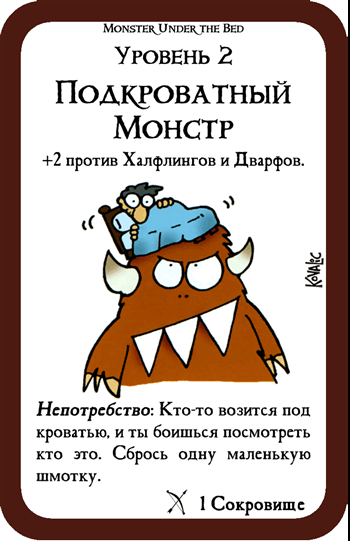 Monster Under the Bed
Уровень 2
Подкроватный
Монстр
+2 против Халфлингов и Дварфов.
Kovalic
Непотребство: Кто-то возится под
кроватью, и ты боишься посмотреть
кто это. Сбрось одну маленькую
шмотку.
1 Сокровище